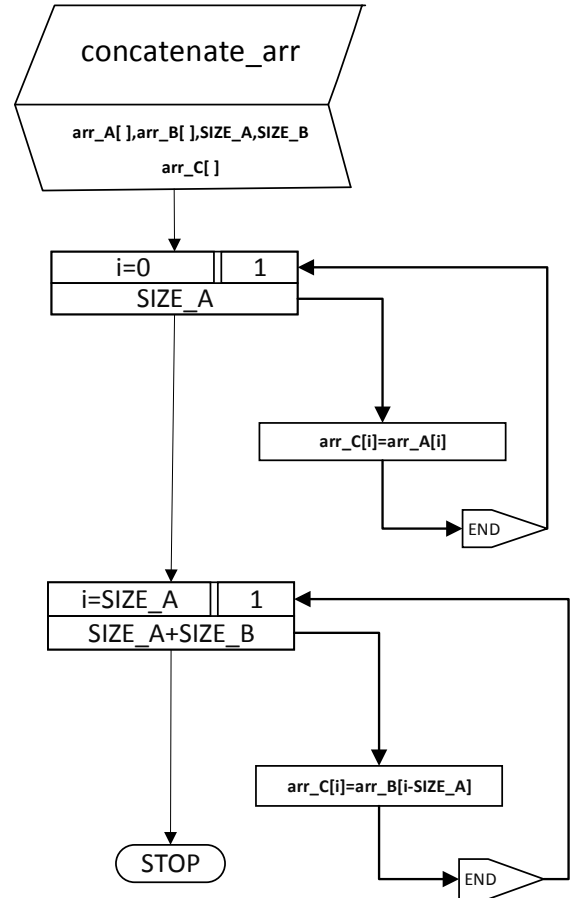 concatenate_arr
arr_A[ ],arr_B[ ],SIZE_A,SIZE_B
arr_C[ ]
i=0 1
SIZE_A
arr_C[i]=arr_A[i]
END
i=SIZE_A 1
SIZE_A+SIZE_B
arr_C[i]=arr_B[i-SIZE_A]
STOP
END